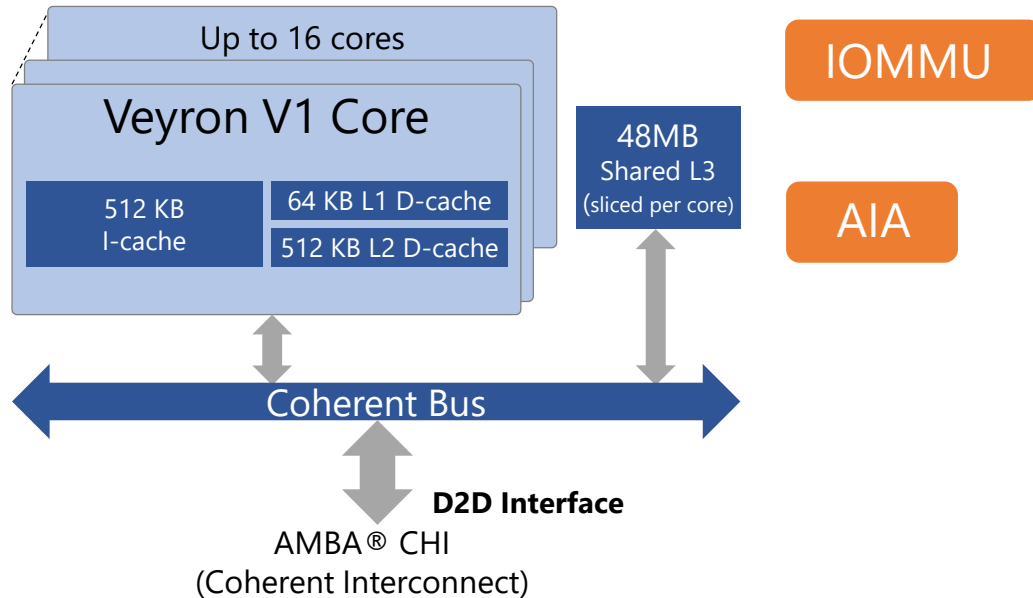 Up to 16 cores
Veyron V1 Core
512 KB
I-cache
64 KB L1 D-cache
512 KB L2 D-cache
48MB
Shared L3
(sliced per core)
IOMMU
AIA
Coherent Bus
D2D Interface
AMBA® CHI
(Coherent Interconnect)